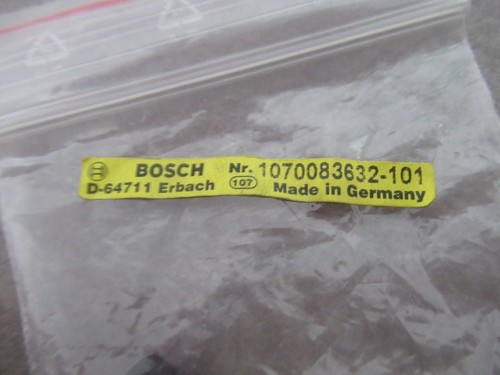 BOSCH Nr. 1070083632-101
D-64711 Erbach 107 Made in Germany